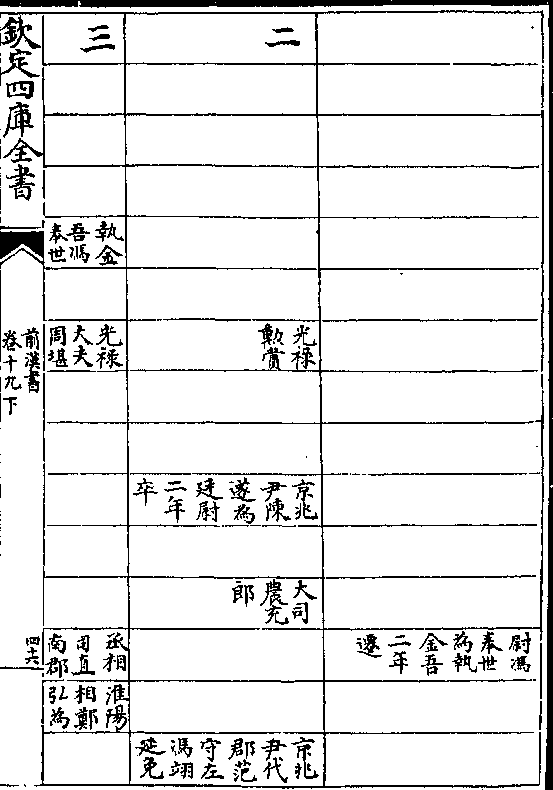 尉馮
奉世
為執
金吾
二年
遷
二
光禄
勲賞
京兆
尹陳
遂為
廷尉
二年
卒
大司
農充
郎
京兆
尹代
郡范
守左
馮翊
延免
三
執金
吾馮
奉世
光禄
大夫
周堪
丞相
司直
南郡
淮陽
相鄭
弘為
欽定四庫全書
前漢書
卷十九下
四十六